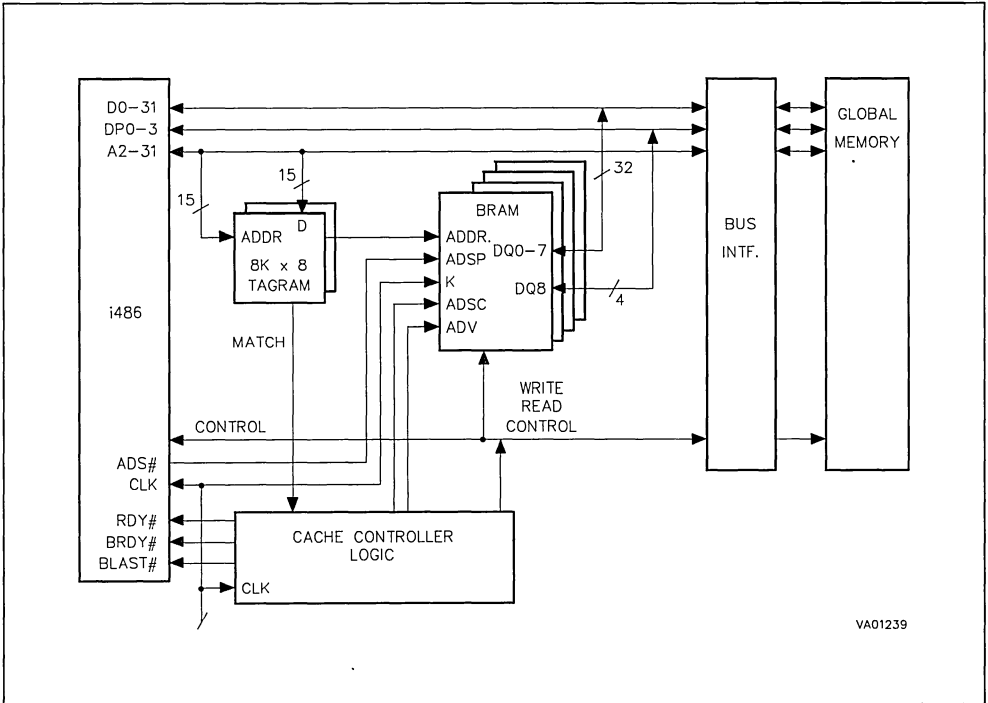 D0-31
DP0-3
A2-31
i486
CONTROL
ADS#
CLK
RDY#
BRDY#
BLAST#
15
15
ADDR
D
8K x 8
TAGRAM
MATCH
BRAM
ADDR.
DQ0-7
ADSP
K
DQ8
ADSC
ADV
32
4
WRITE
READ
CONTROL
CACHE CONTROLLER
LOGIC
CLK
BUS
INTF.
GLOBAL
MEMORY
VA01239